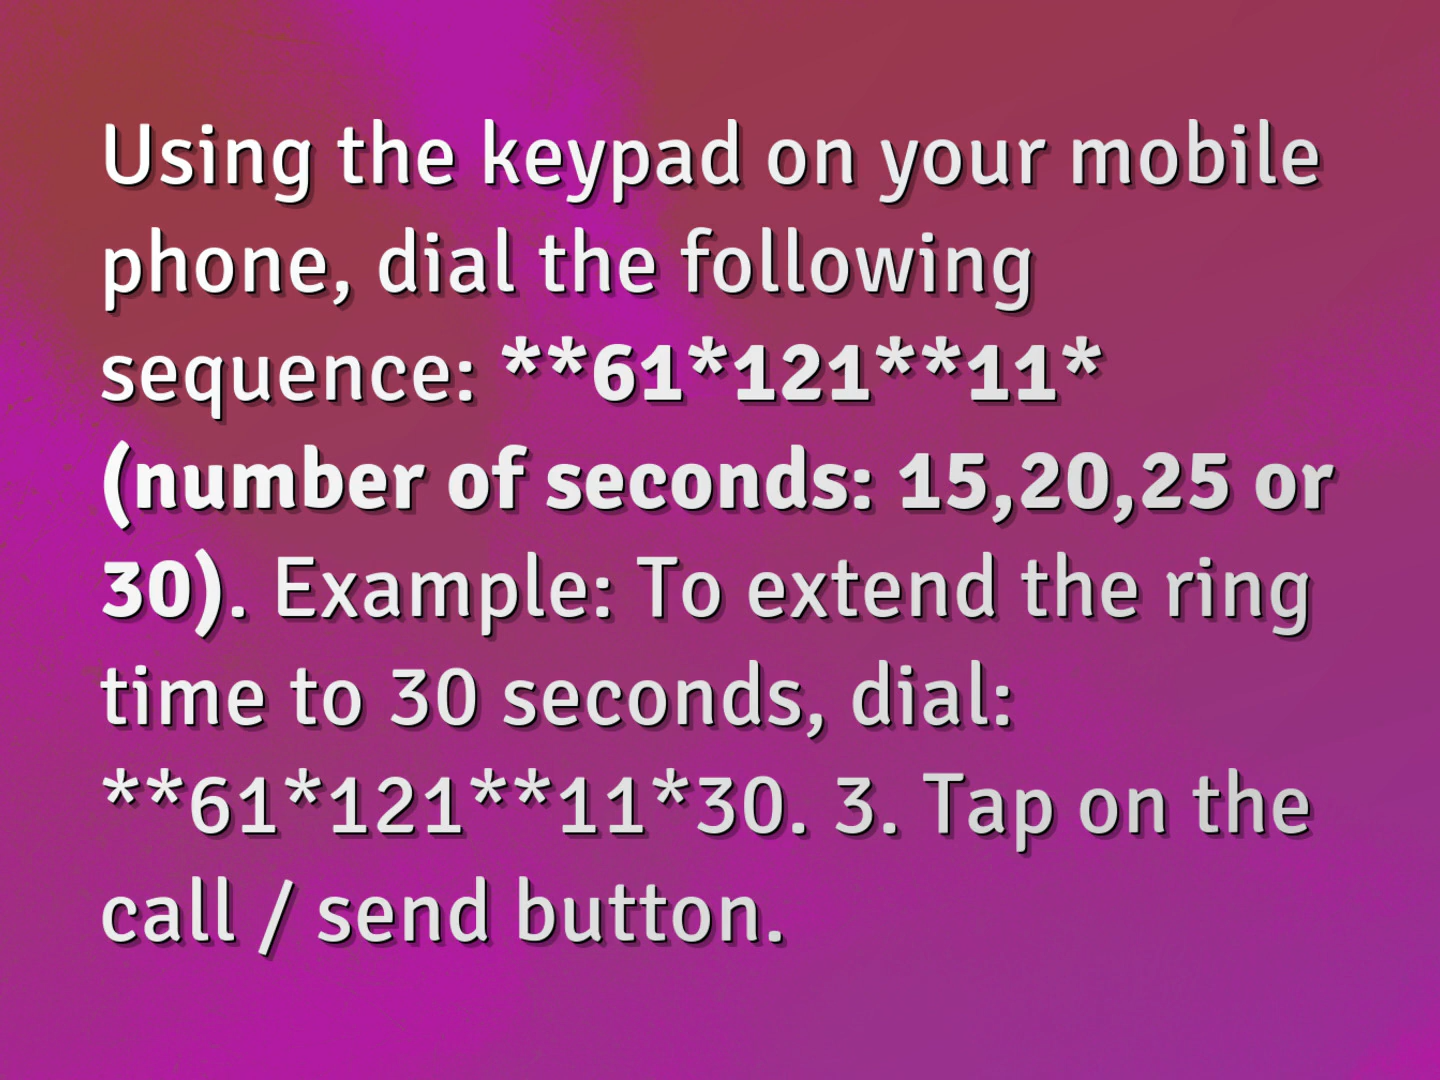 Using the keypad on your mobile
phone, dial the following
sequence: **61*121**11*
(number of seconds: 15,20,25 or
30). Example: To extend the ring
time to 30 seconds, dial:
**61*121**11*30. 3. Tap on the
call / send button.